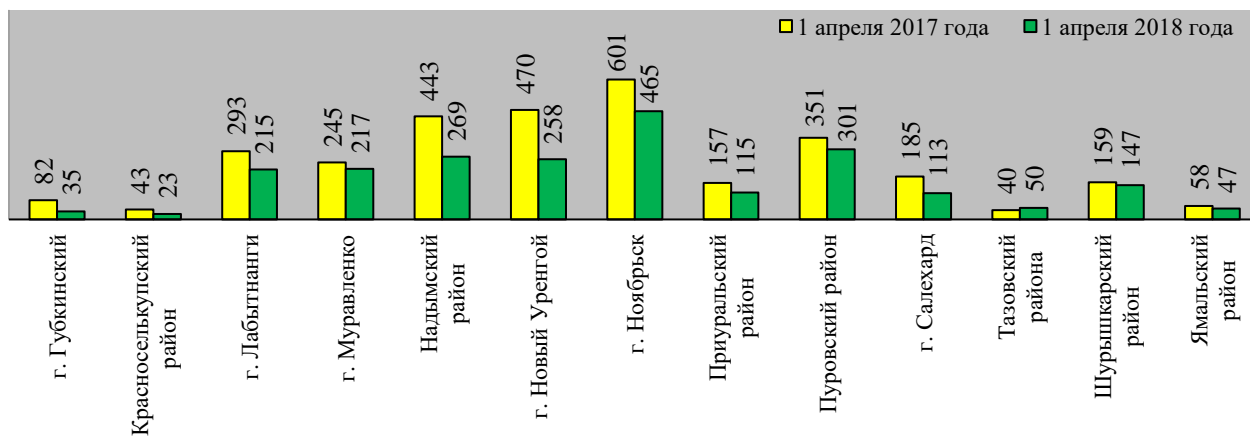 1 апреля 2017 года
1 апреля 2018 года
82
35
43
23
293
215
245
217
443
269
470
258
601
465
157
115
351
301
185
113
40
50
159
147
58
47
г. Губкинский
Красноселькупский
район
г. Лабытнанги
г. Муравленко
Надымский
район
г. Новый Уренгой
г. Ноябрьск
Приуральский
район
Пуровский район
г. Салехард
Тазовский
района
Шурышкарский
район
Ямальский
район